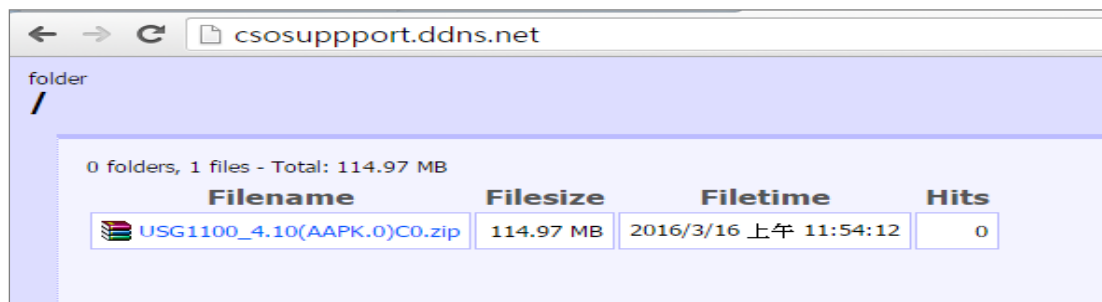 csosuppport.ddns.net
folder
/
0 folders, 1 files - Total: 114.97 MB
Filename Filesize Filetime Hits
USG1100_4.10(AAPK.0)C0.zip 114.97 MB 2016/3/16 上午 11:54:12 0